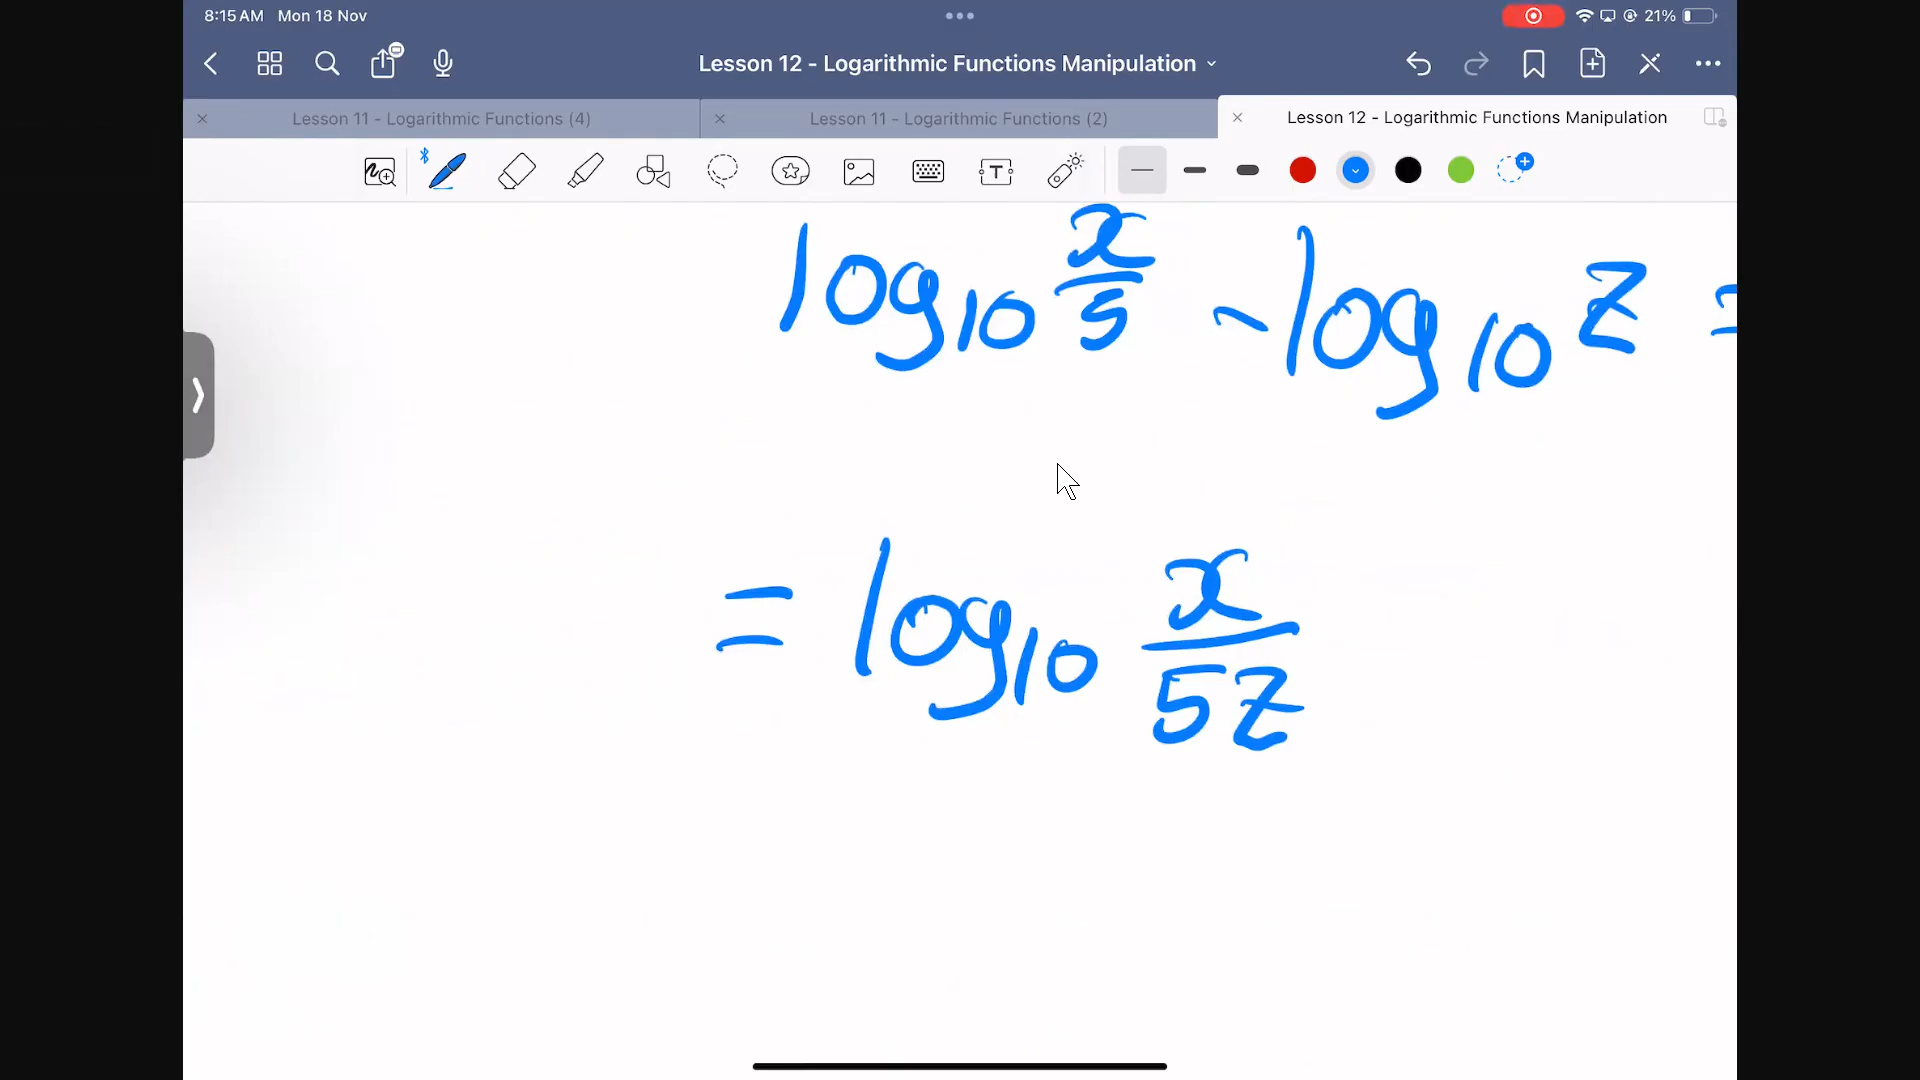 8:15 AM Mon 18 Nov 21%
Lesson 12 - Logarithmic Functions Manipulation
Lesson 11 - Logarithmic Functions (4) Lesson 11 - Logarithmic Functions (2) Lesson 12 - Logarithmic Functions Manipulation
log₁₀ x/5 - log₁₀ z =
= log₁₀ x/5z